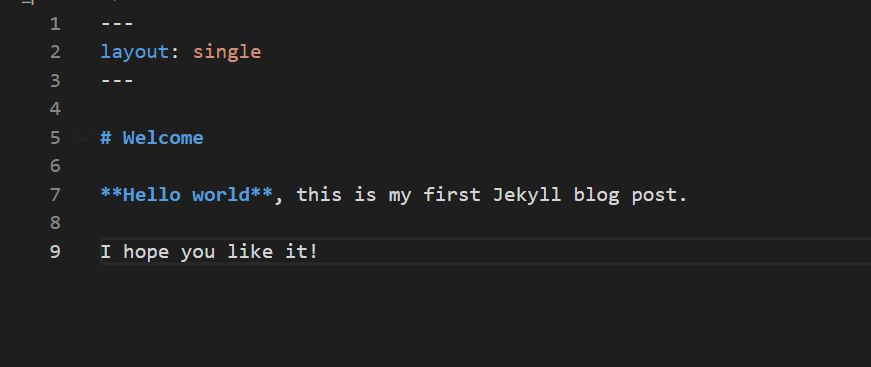 1 ---
2 layout: single
3 ---
4
5 # Welcome
6
7 **Hello world**, this is my first Jekyll blog post.
8
9 I hope you like it!